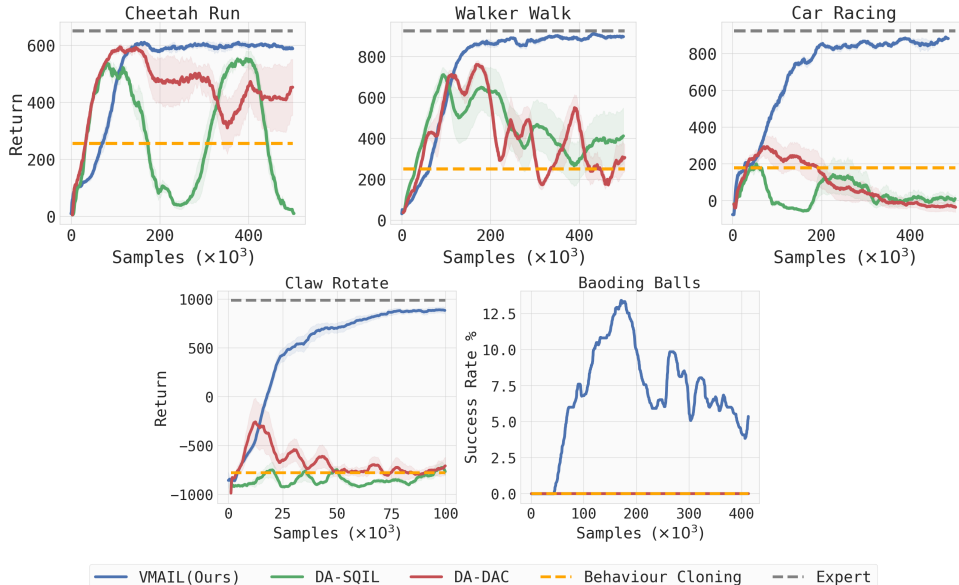 Cheetah Run
Walker Walk
Car Racing
600
400
200
0
Return
0
200
400
Samples (×10³)
800
600
400
200
0
0
200
400
Samples (×10³)
800
600
400
200
0
0
200
400
Samples (×10³)
Claw Rotate
Baoding Balls
1000
500
0
−500
−1000
Return
0
25
50
75
100
Samples (×10³)
12.5
10.0
7.5
5.0
2.5
0.0
Success Rate %
0
100
200
300
400
Samples (×10³)
VMAIL(Ours)
DA-SQIL
DA-DAC
Behaviour Cloning
Expert